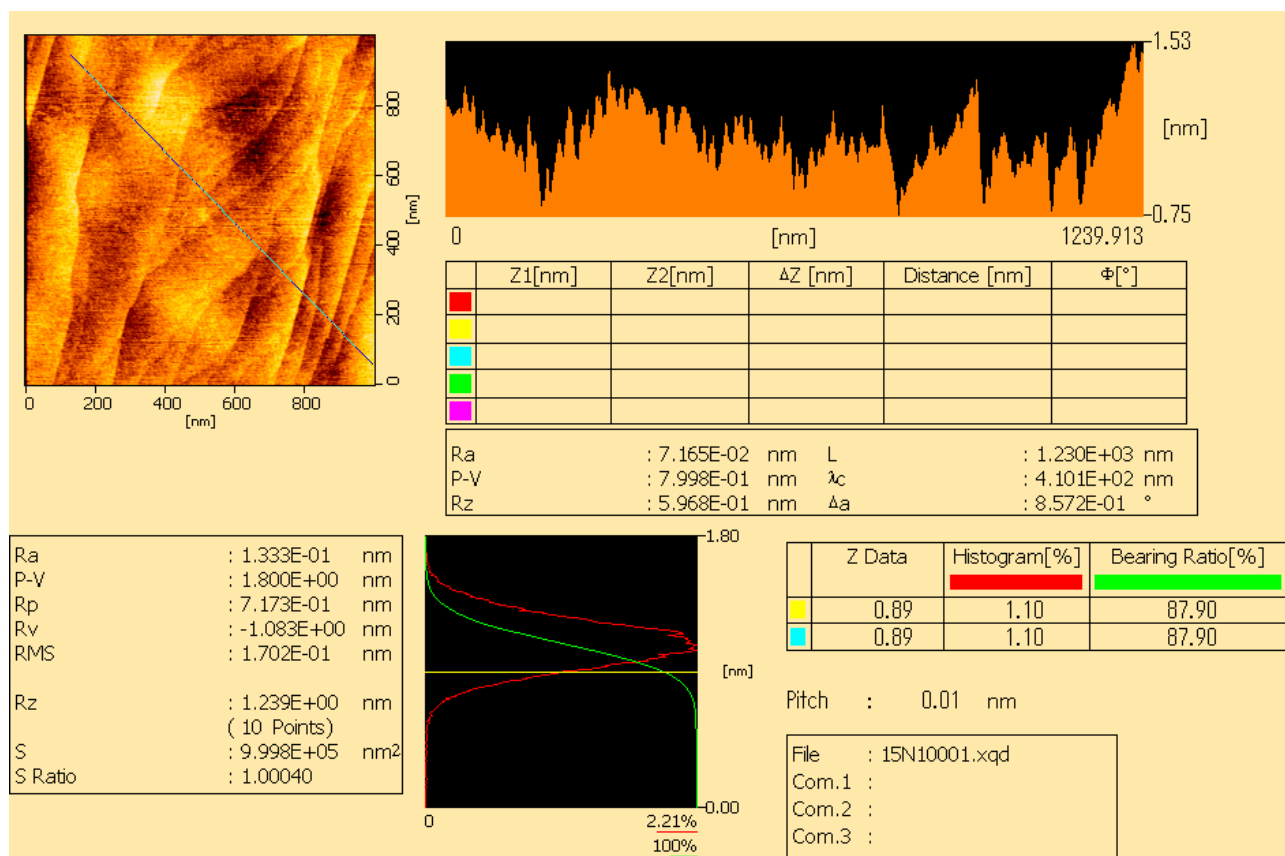 1.53
[nm]
0.75
0 [nm] 1239.913
800
600
400
200
0
[nm]
0 200 400 600 800
[nm]
Z1[nm] Z2[nm] ΔZ [nm] Distance [nm] Φ[°]
Ra : 7.165E-02 nm L : 1.230E+03 nm
P-V : 7.998E-01 nm λc : 4.101E+02 nm
Rz : 5.968E-01 nm Δa : 8.572E-01 °
Ra : 1.333E-01 nm
P-V : 1.800E+00 nm
Rp : 7.173E-01 nm
Rv : -1.083E+00 nm
RMS : 1.702E-01 nm
Rz : 1.239E+00 nm
( 10 Points)
S : 9.998E+05 nm2
S Ratio : 1.00040
1.80
[nm]
0.00
0 2.21%
100%
Z Data Histogram[%] Bearing Ratio[%]
0.89 1.10 87.90
0.89 1.10 87.90
Pitch : 0.01 nm
File : 15N10001.xqd
Com.1 :
Com.2 :
Com.3 :